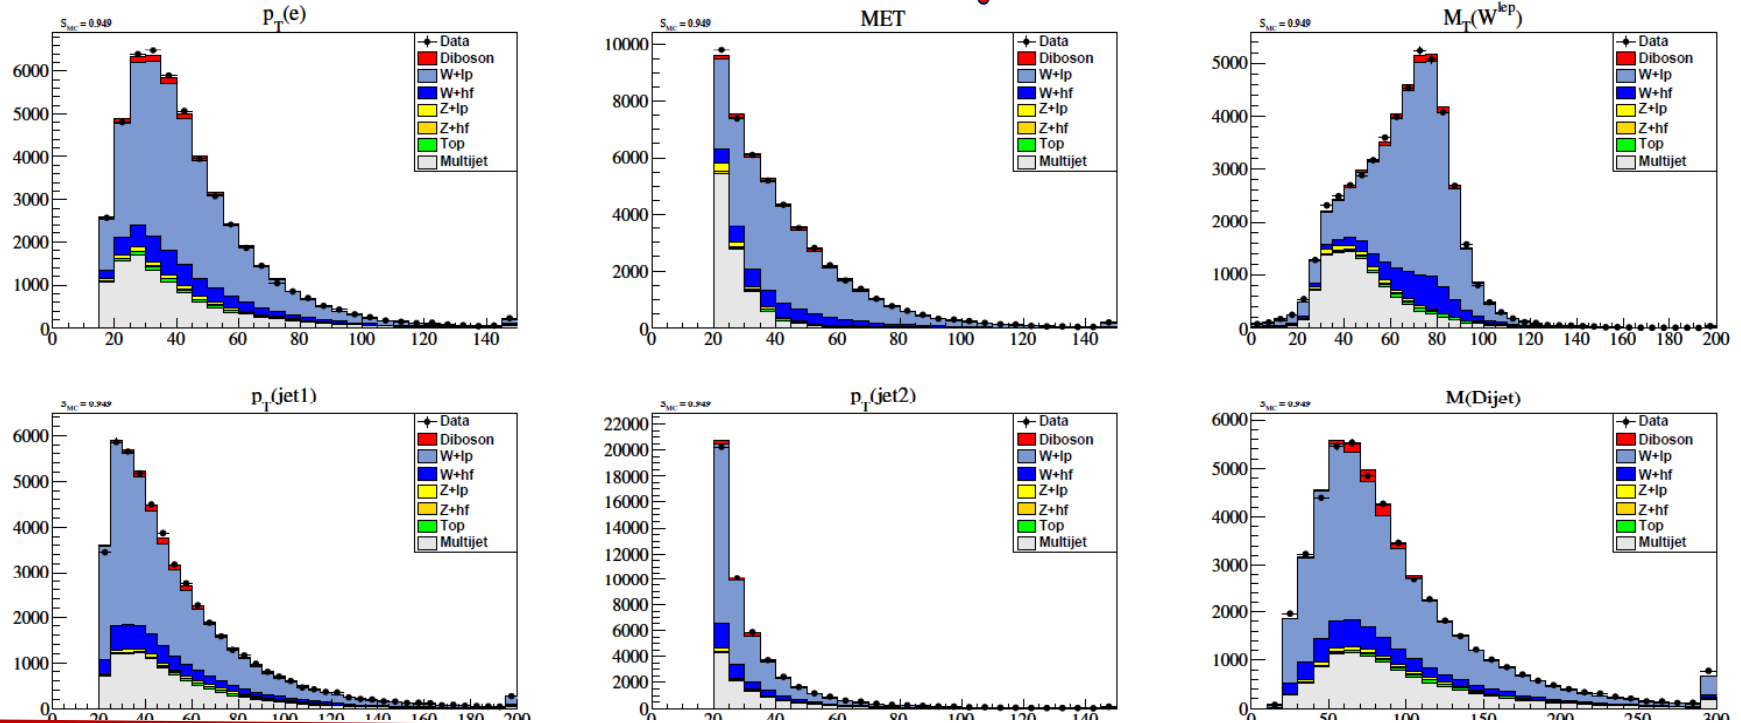 p_T(e)
S_MC = 0.949
Data
Diboson
W+lp
W+hf
Z+lp
Z+hf
Top
Multijet
6000
5000
4000
3000
2000
1000
0
0 20 40 60 80 100 120 140
MET
S_MC = 0.949
Data
Diboson
W+lp
W+hf
Z+lp
Z+hf
Top
Multijet
10000
8000
6000
4000
2000
0
0 20 40 60 80 100 120 140
M_T(W^lep)
S_MC = 0.949
Data
Diboson
W+lp
W+hf
Z+lp
Z+hf
Top
Multijet
5000
4000
3000
2000
1000
0
0 20 40 60 80 100 120 140 160 180 200
p_T(jet1)
S_MC = 0.949
Data
Diboson
W+lp
W+hf
Z+lp
Z+hf
Top
Multijet
6000
5000
4000
3000
2000
1000
0
0 20 40 60 80 100 120 140 160 180 200
p_T(jet2)
S_MC = 0.949
Data
Diboson
W+lp
W+hf
Z+lp
Z+hf
Top
Multijet
22000
20000
18000
16000
14000
12000
10000
8000
6000
4000
2000
0
0 20 40 60 80 100 120 140
M(Dijet)
S_MC = 0.949
Data
Diboson
W+lp
W+hf
Z+lp
Z+hf
Top
Multijet
6000
5000
4000
3000
2000
1000
0
0 50 100 150 200 250 300